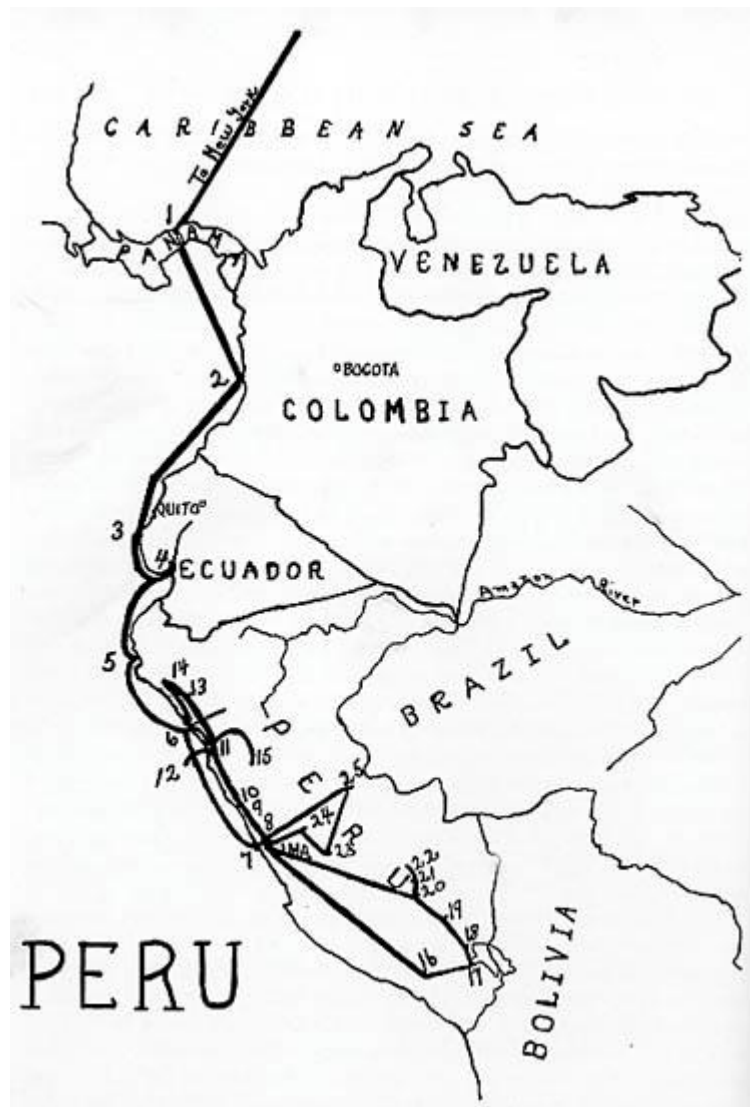 To New York
CARIBBEAN SEA
1
PANAMA
VENEZUELA
2
BOGOTA
COLOMBIA
QUITO
3
4
ECUADOR
Amazon River
5
BRAZIL
14
13
6
11
15
12
PERU
25
10
9
8
24
7
LIMA
23
22
21
20
19
18
16
17
PERU
BOLIVIA